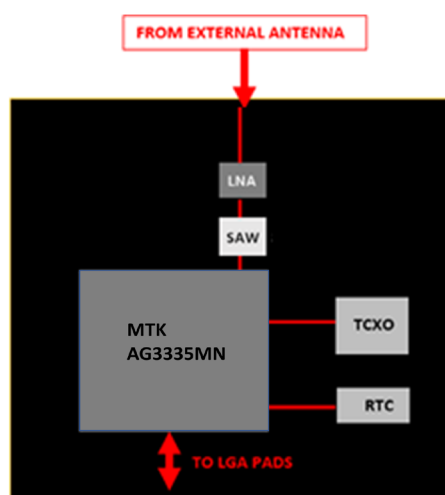 FROM EXTERNAL ANTENNA
LNA
SAW
MTK
AG3335MN
TCXO
RTC
TO LGA PADS